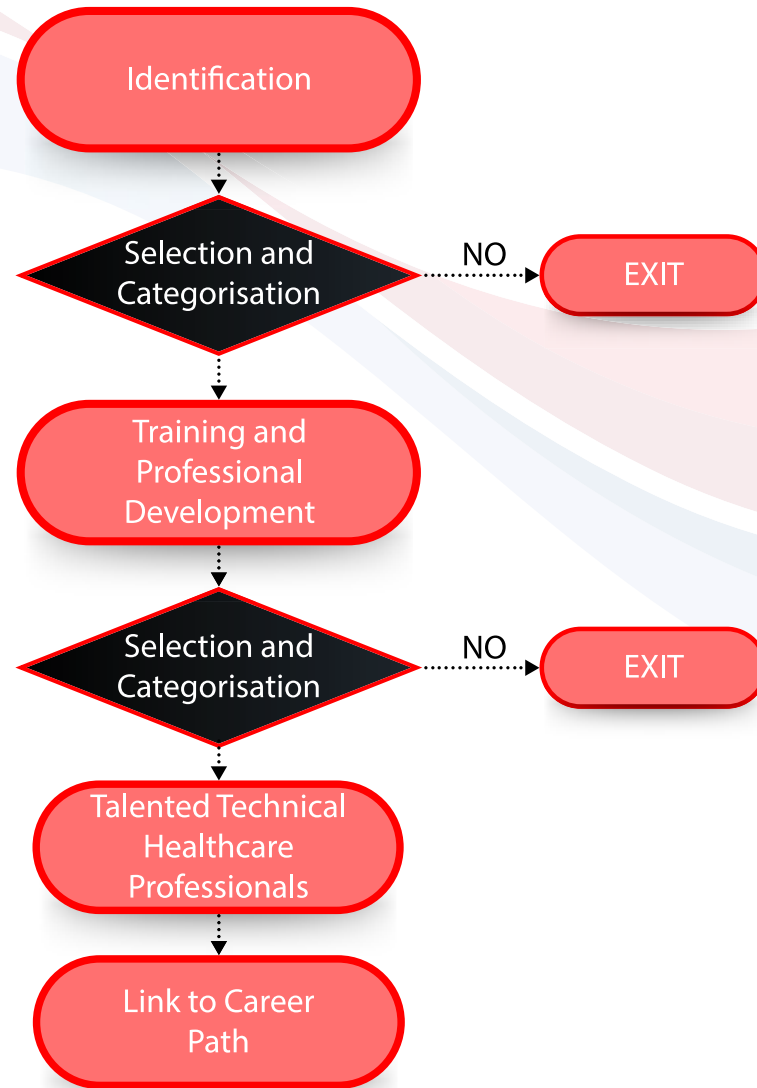 Identification
Selection and
Categorisation
NO
EXIT
Training and
Professional
Development
Selection and
Categorisation
NO
EXIT
Talented Technical
Healthcare
Professionals
Link to Career
Path